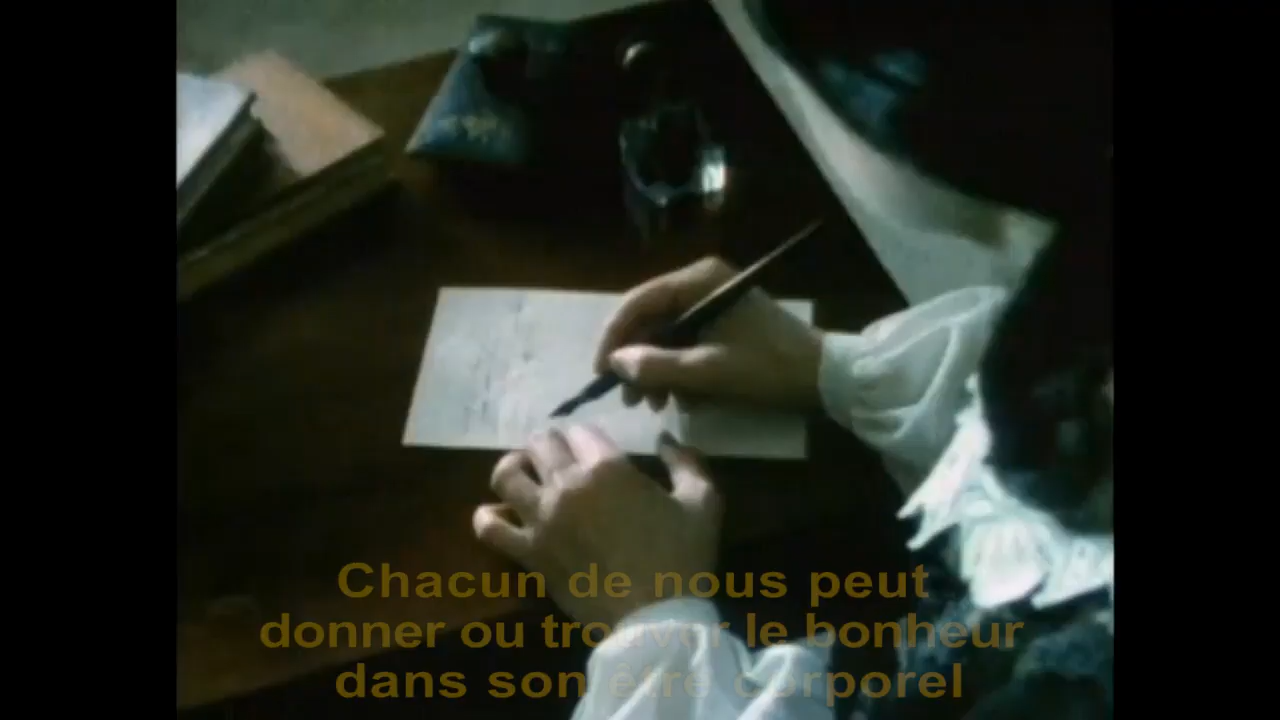 Chacun de nous peut
donner ou trouver le bonheur
dans son être corporel